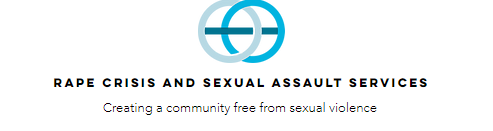 RAPE CRISIS AND SEXUAL ASSAULT SERVICES
Creating a community free from sexual violence